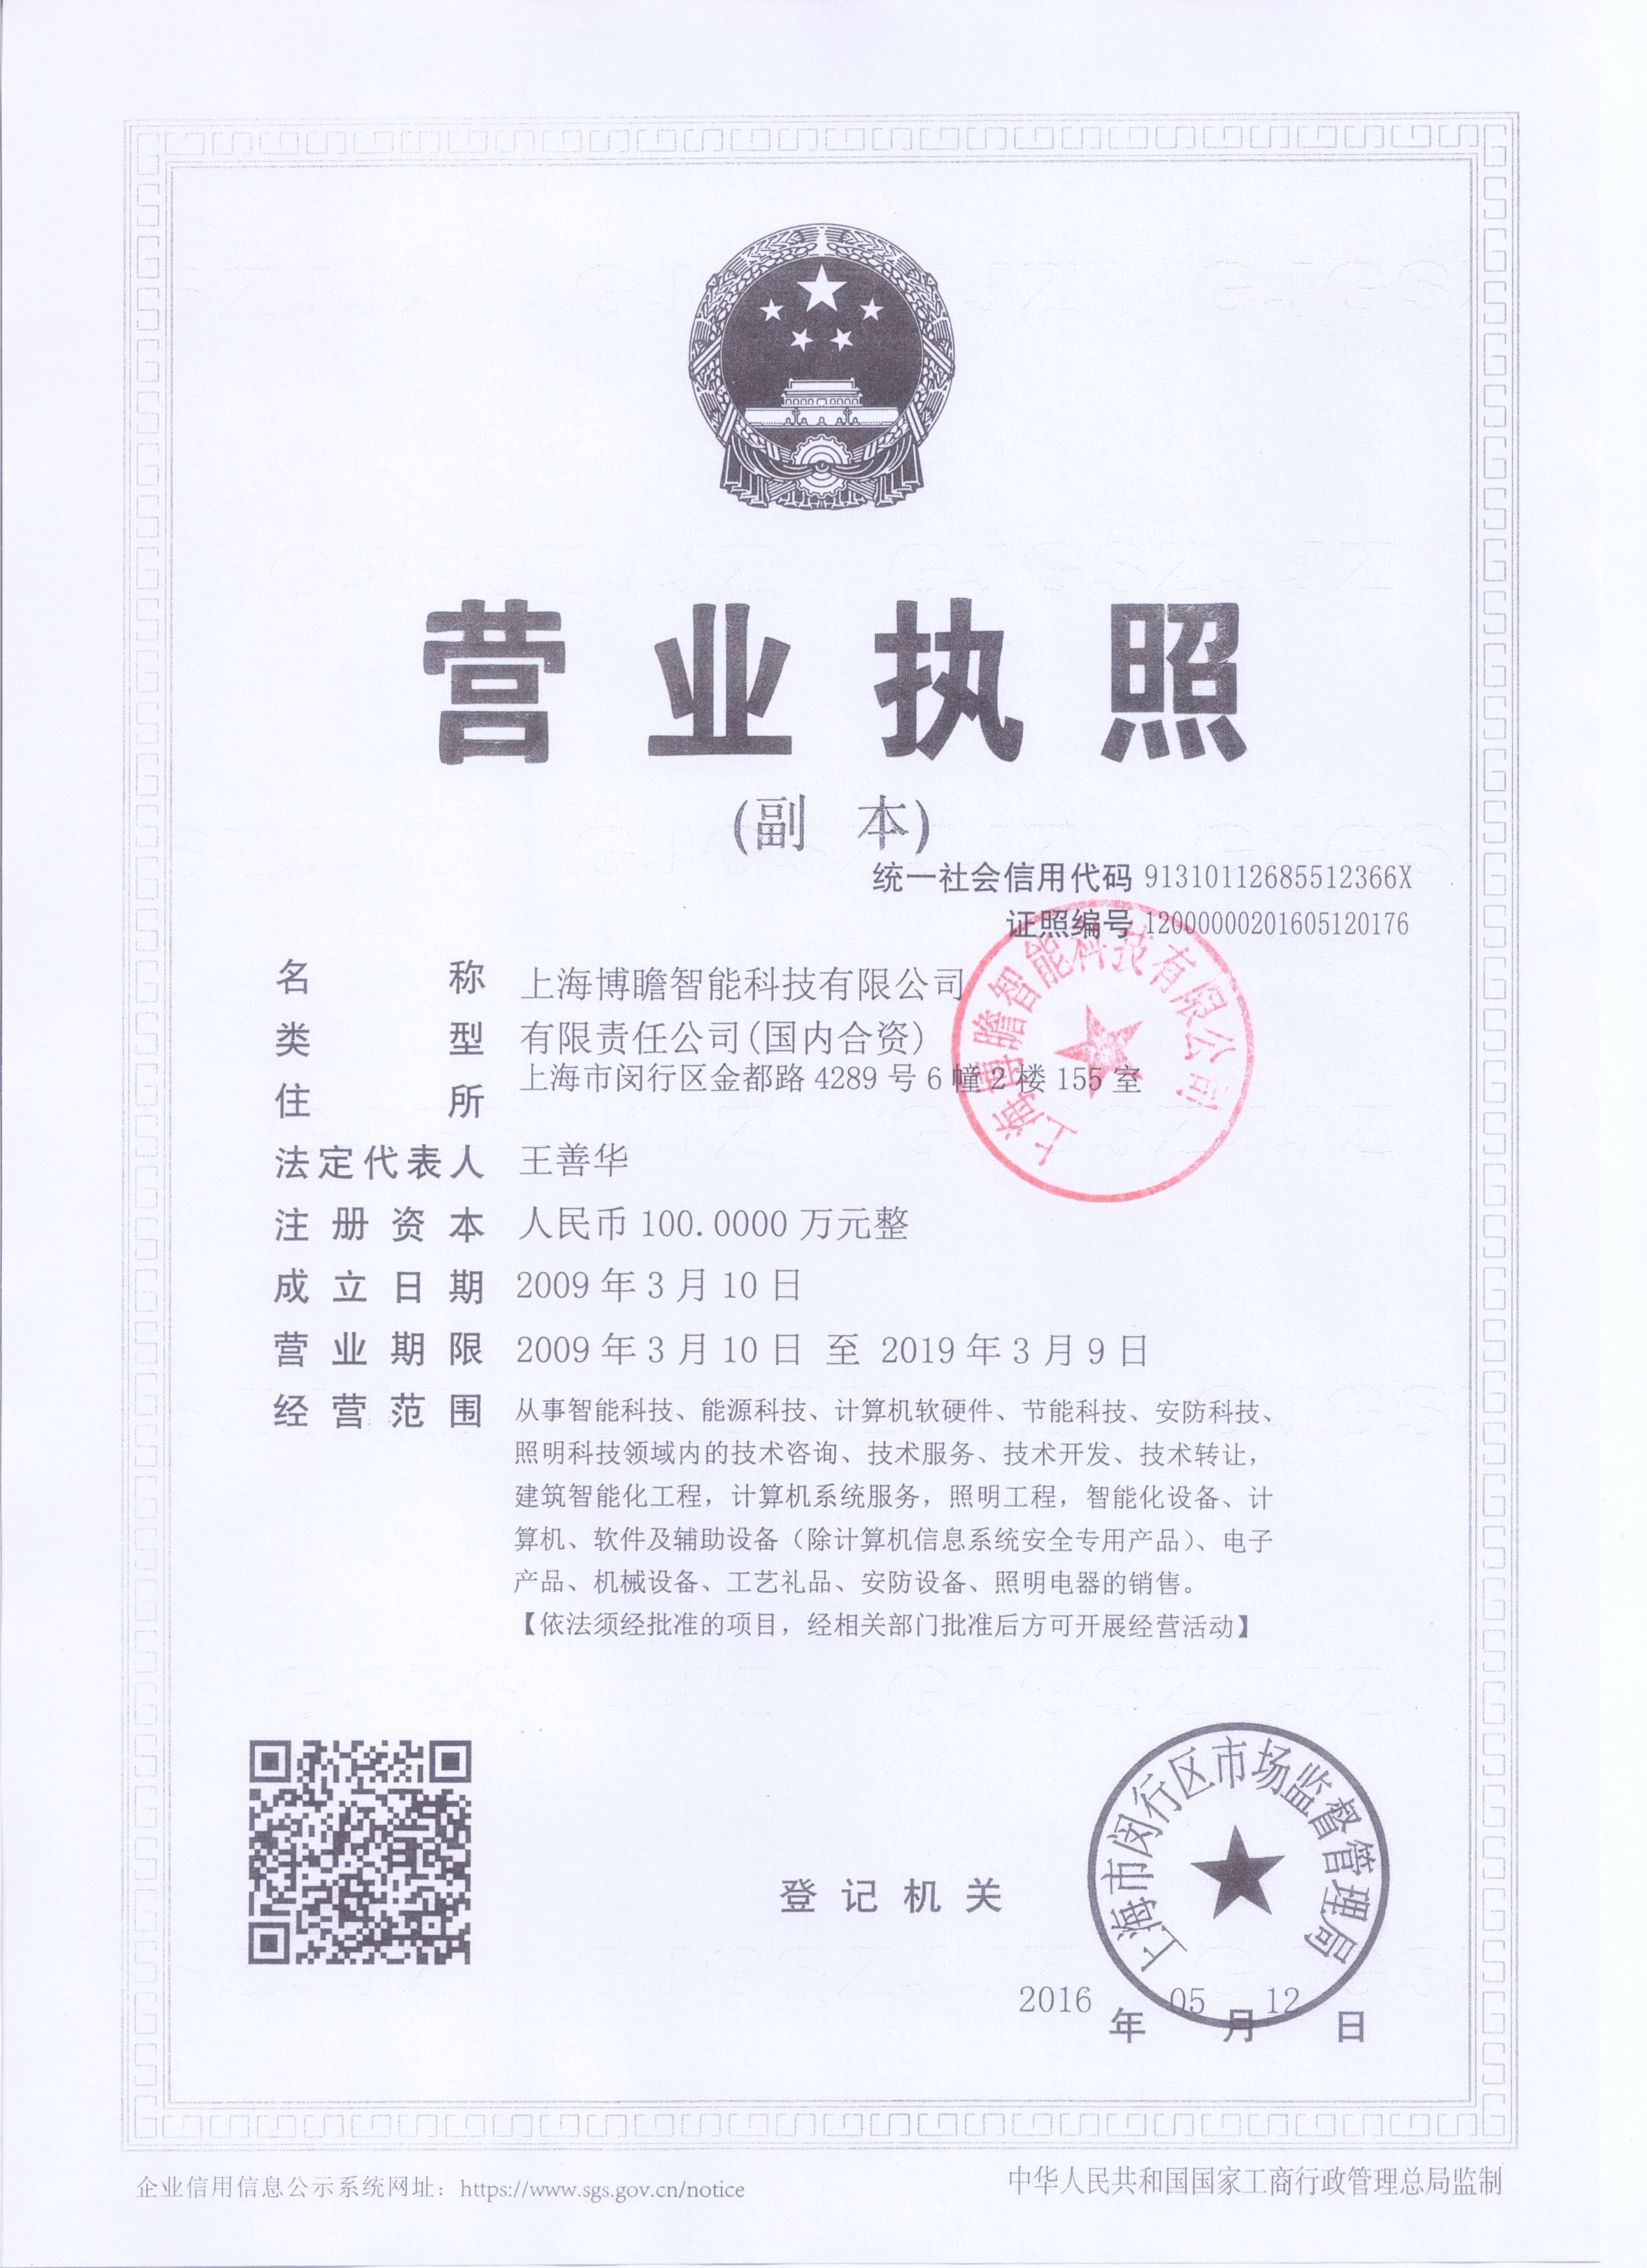 营业执照
(副 本)
统一社会信用代码 91310112685512366X
证照编号 12000000201605120176
名称 上海博瞻智能科技有限公司
类型 有限责任公司(国内合资)
住所 上海市闵行区金都路 4289 号 6 幢 2 楼 155 室
法定代表人 王善华
注册资本 人民币 100.0000 万元整
成立日期 2009 年 3 月 10 日
营业期限 2009 年 3 月 10 日 至 2019 年 3 月 9 日
经营范围 从事智能科技、能源科技、计算机软硬件、节能科技、安防科技、
照明科技领域内的技术咨询、技术服务、技术开发、技术转让，
建筑智能化工程，计算机系统服务，照明工程，智能化设备、计
算机、软件及辅助设备（除计算机信息系统安全专用产品）、电子
产品、机械设备、工艺礼品、安防设备、照明电器的销售。
【依法须经批准的项目，经相关部门批准后方可开展经营活动】
上海博瞻智能科技有限公司
登记机关
上海市闵行区市场监督管理局
2016 年 05 月 12 日
企业信用信息公示系统网址：https://www.sgs.gov.cn/notice
中华人民共和国国家工商行政管理总局监制